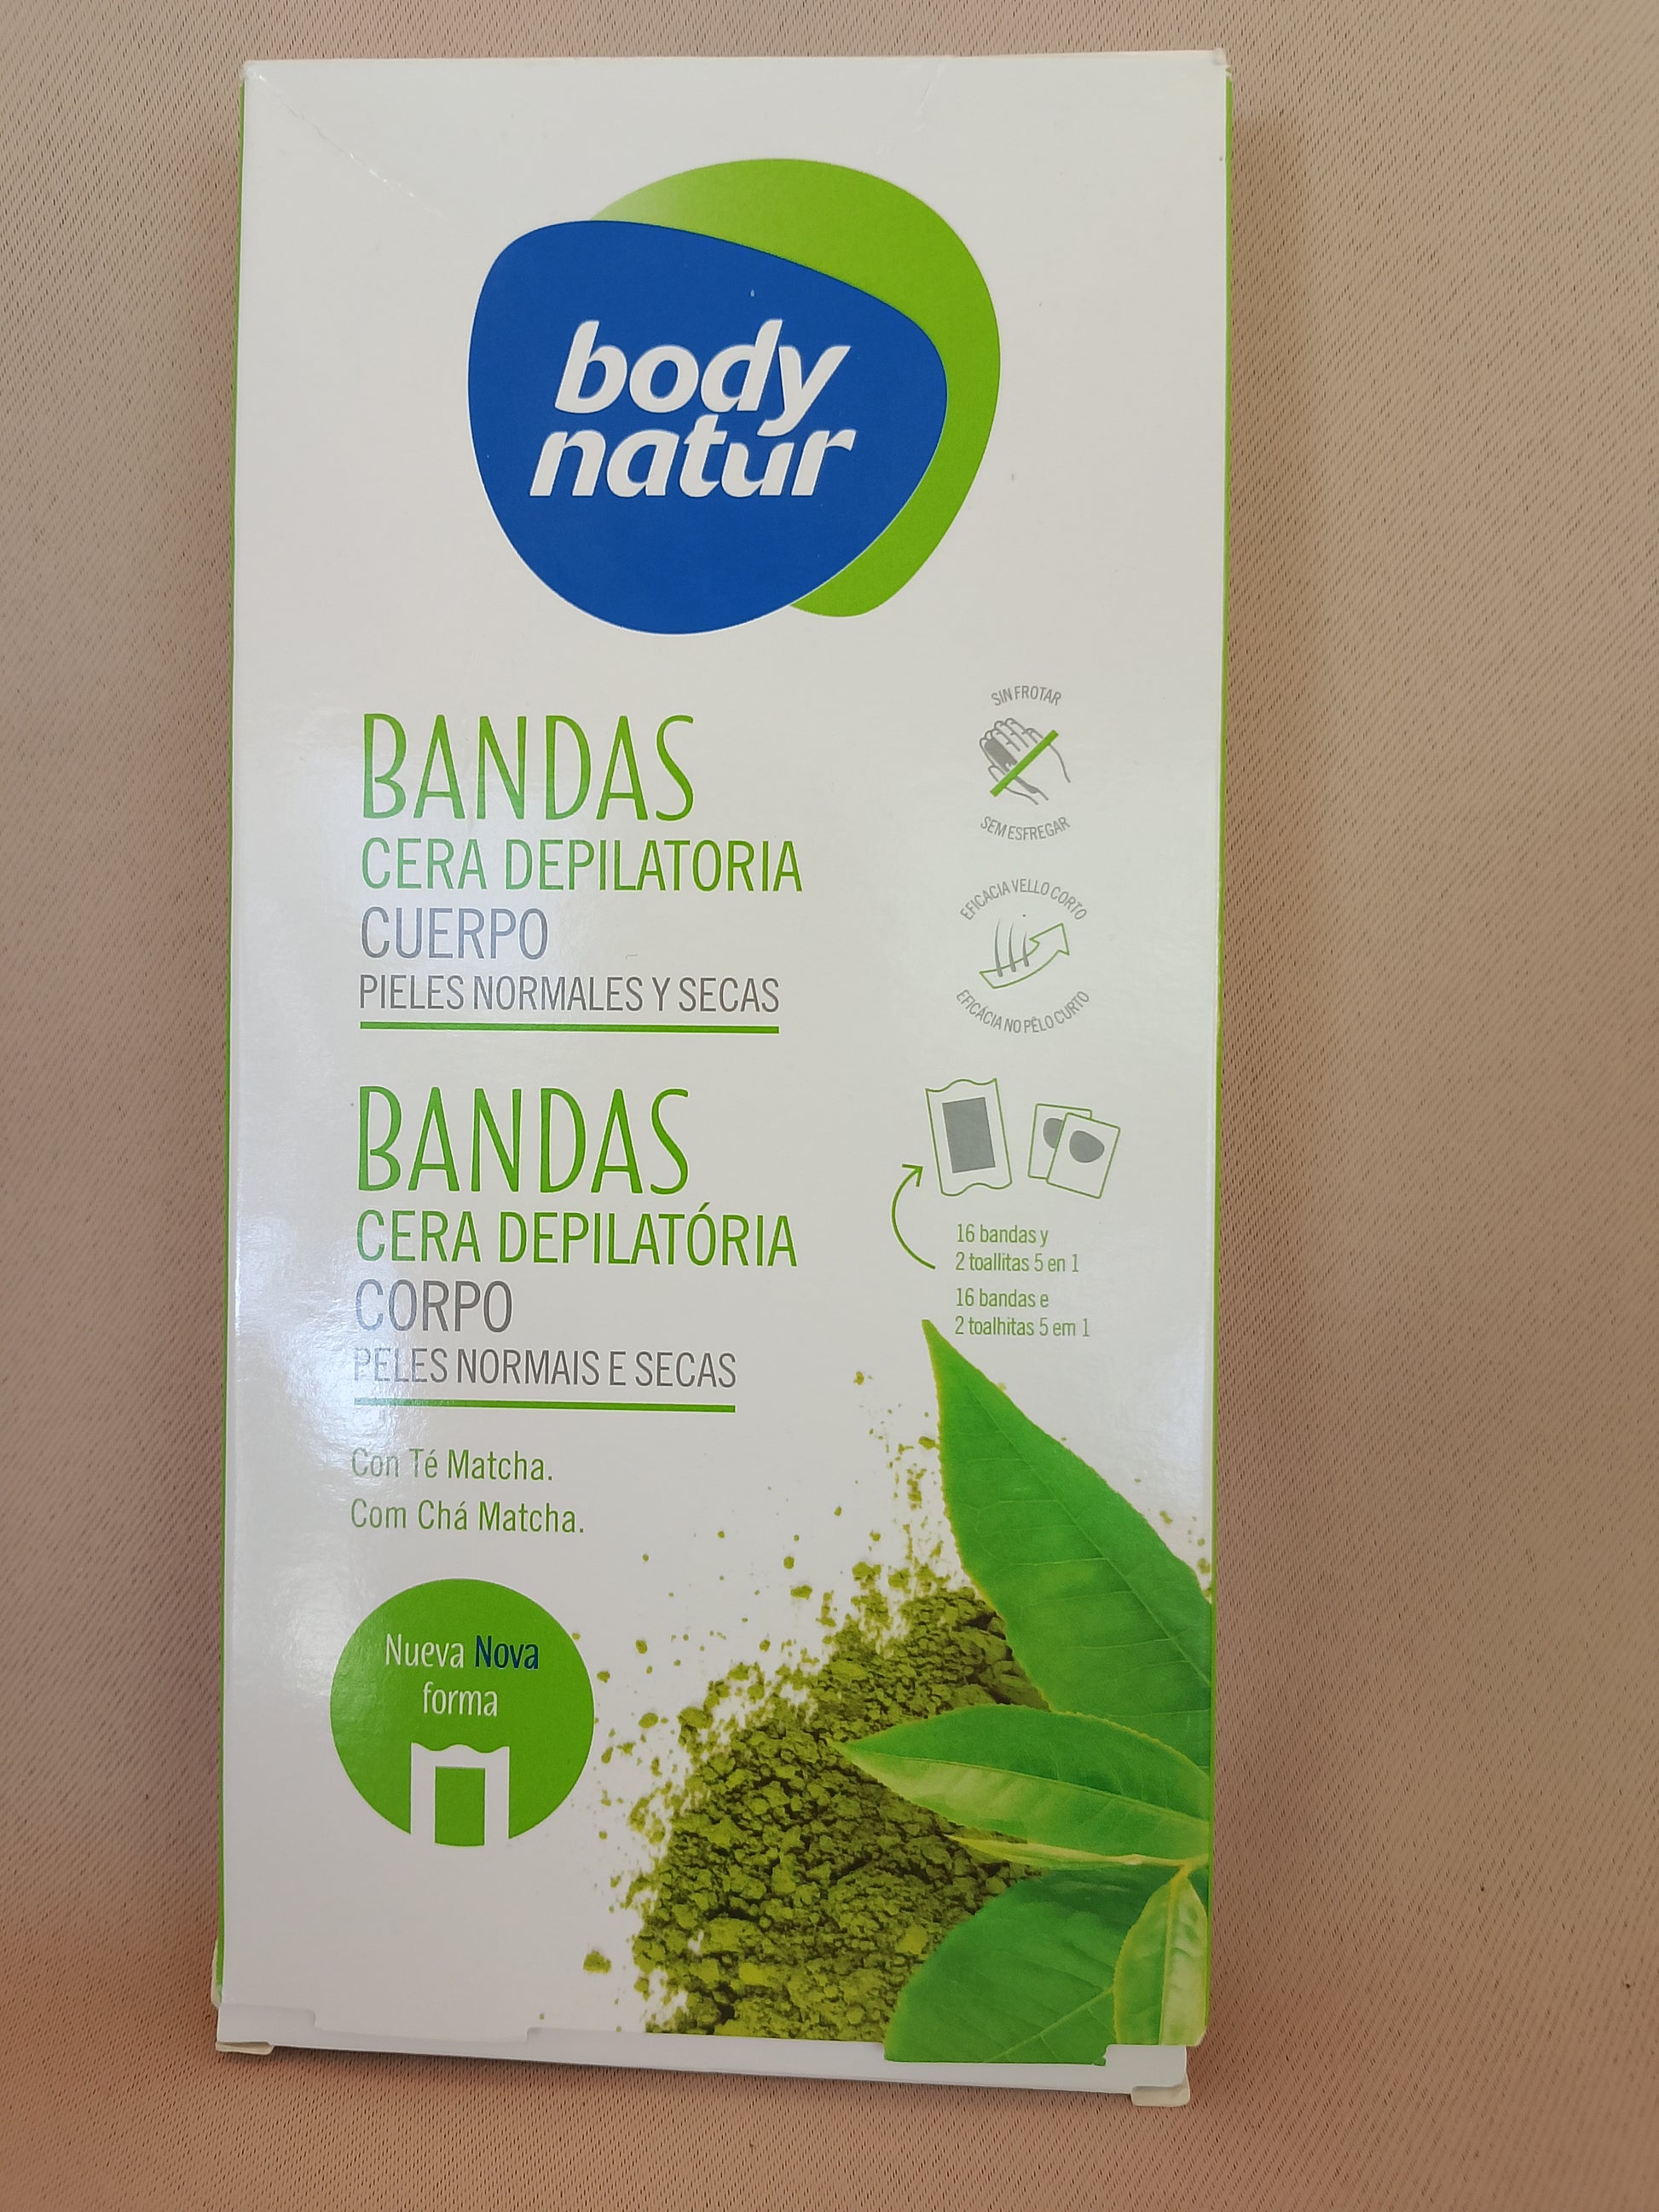 body
natur
BANDAS
CERA DEPILATORIA
CUERPO
PIELES NORMALES Y SECAS
SIN FROTAR
SEM ESFREGAR
EFICACIA VELLO CORTO
EFICÁCIA NO PÊLO CURTO
BANDAS
CERA DEPILATÓRIA
CORPO
PELES NORMAIS E SECAS
16 bandas y
2 toallitas 5 en 1
16 bandas e
2 toalhitas 5 em 1
Con Té Matcha.
Com Chá Matcha.
Nueva Nova
forma